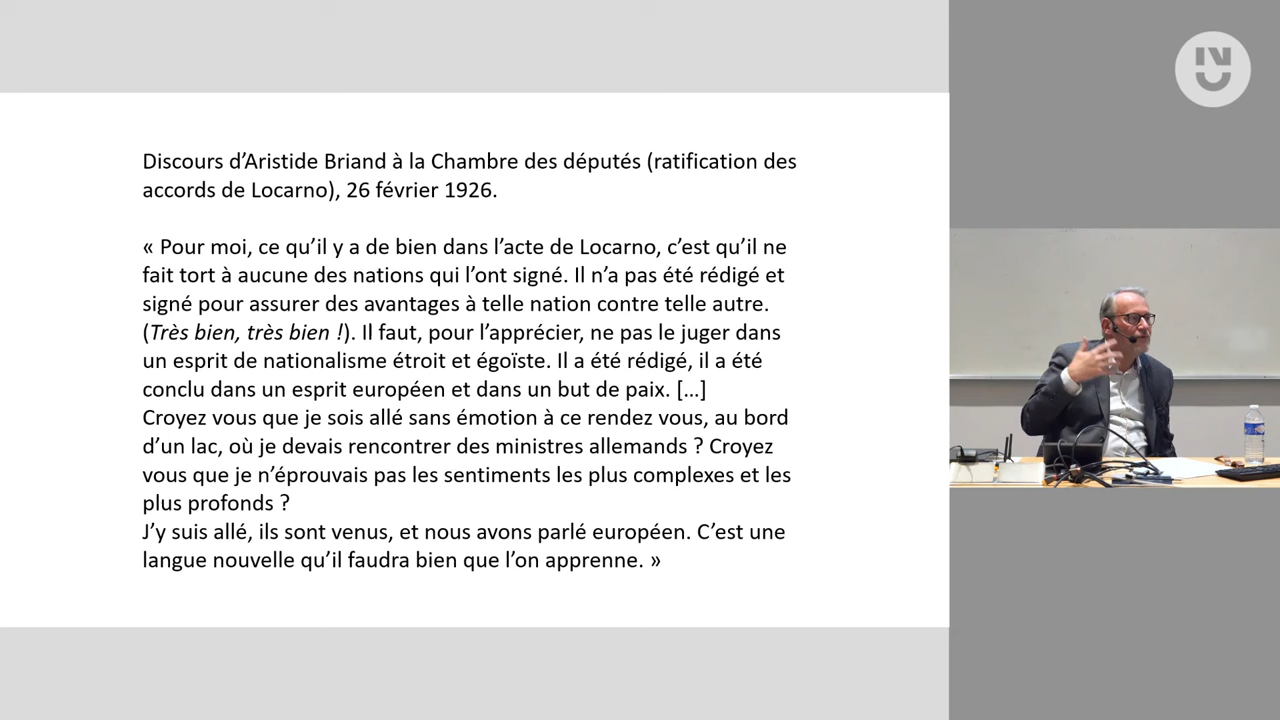 Discours d’Aristide Briand à la Chambre des députés (ratification des
accords de Locarno), 26 février 1926.
« Pour moi, ce qu’il y a de bien dans l’acte de Locarno, c’est qu’il ne
fait tort à aucune des nations qui l’ont signé. Il n’a pas été rédigé et
signé pour assurer des avantages à telle nation contre telle autre.
(Très bien, très bien !). Il faut, pour l’apprécier, ne pas le juger dans
un esprit de nationalisme étroit et égoïste. Il a été rédigé, il a été
conclu dans un esprit européen et dans un but de paix. […]
Croyez vous que je sois allé sans émotion à ce rendez vous, au bord
d’un lac, où je devais rencontrer des ministres allemands ? Croyez
vous que je n’éprouvais pas les sentiments les plus complexes et les
plus profonds ?
J’y suis allé, ils sont venus, et nous avons parlé européen. C’est une
langue nouvelle qu’il faudra bien que l’on apprenne. »